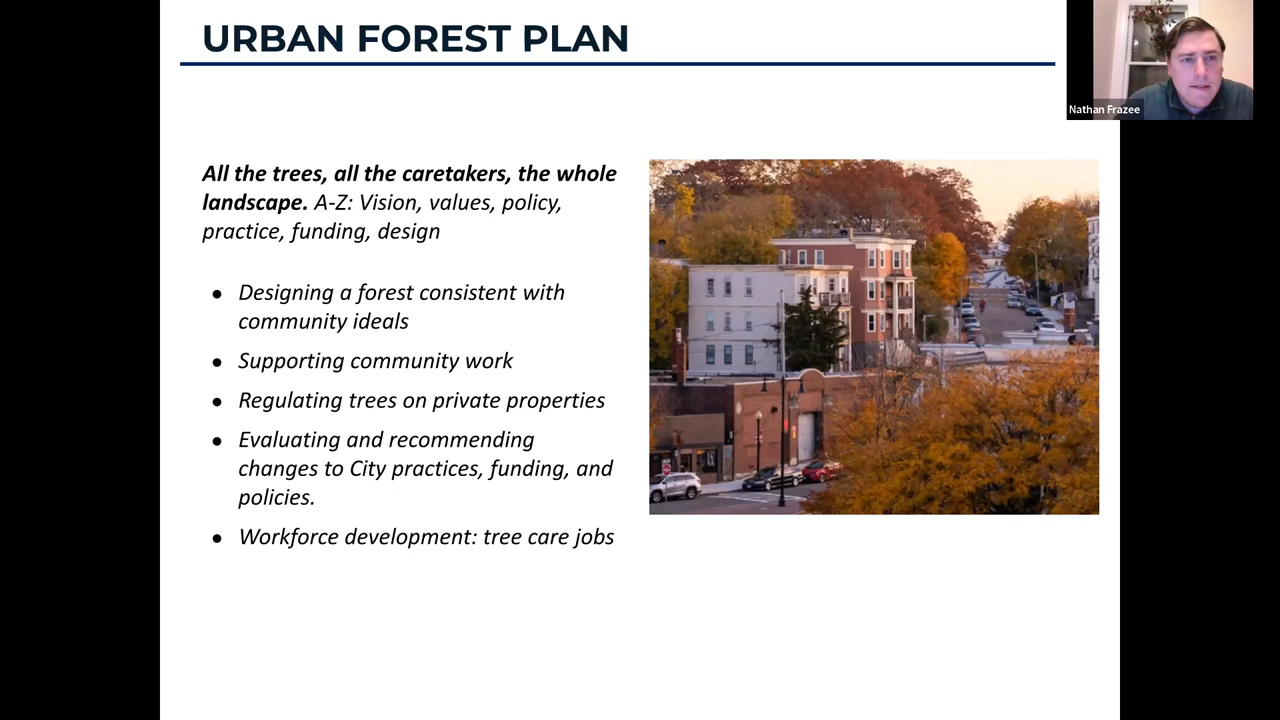 URBAN FOREST PLAN
Nathan Frazee
All the trees, all the caretakers, the whole
landscape. A-Z: Vision, values, policy,
practice, funding, design
● Designing a forest consistent with
community ideals
● Supporting community work
● Regulating trees on private properties
● Evaluating and recommending
changes to City practices, funding, and
policies.
● Workforce development: tree care jobs